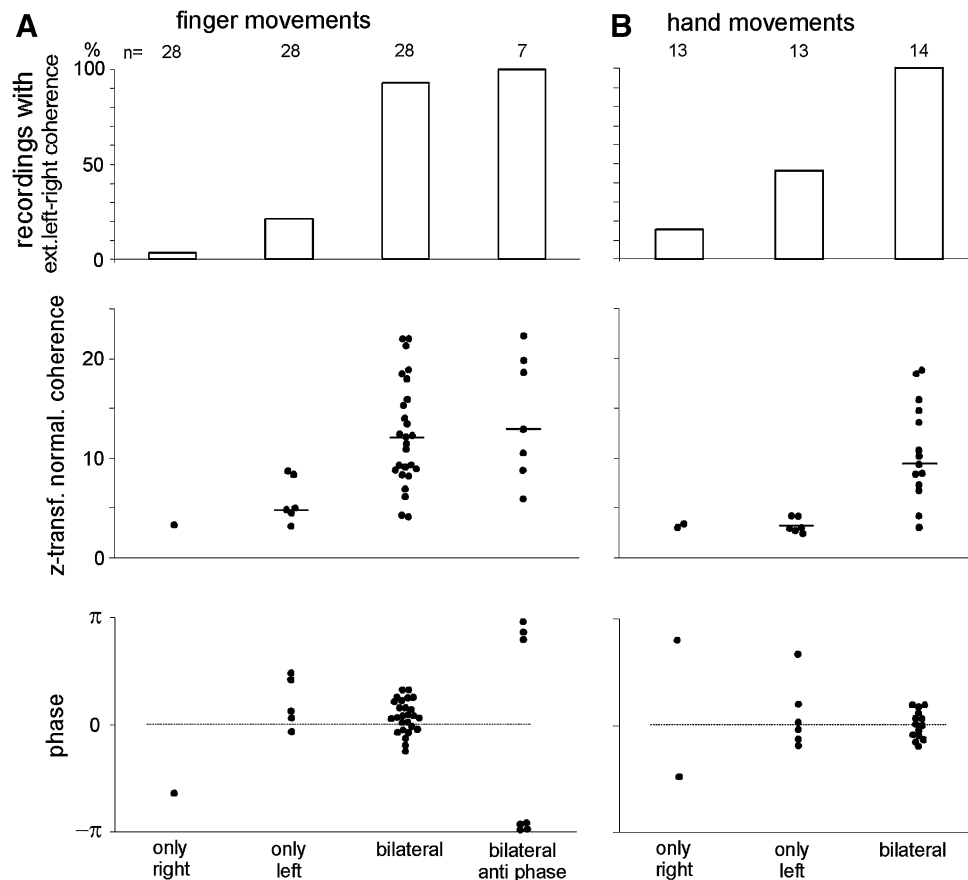 A finger movements
B hand movements
% n= 28 28 28 7
13 13 14
100
50
0
recordings with
ext.left-right coherence
20
10
0
z-transf. normal. coherence
π
0
−π
phase
only
right
only
left
bilateral
bilateral
anti phase
only
right
only
left
bilateral